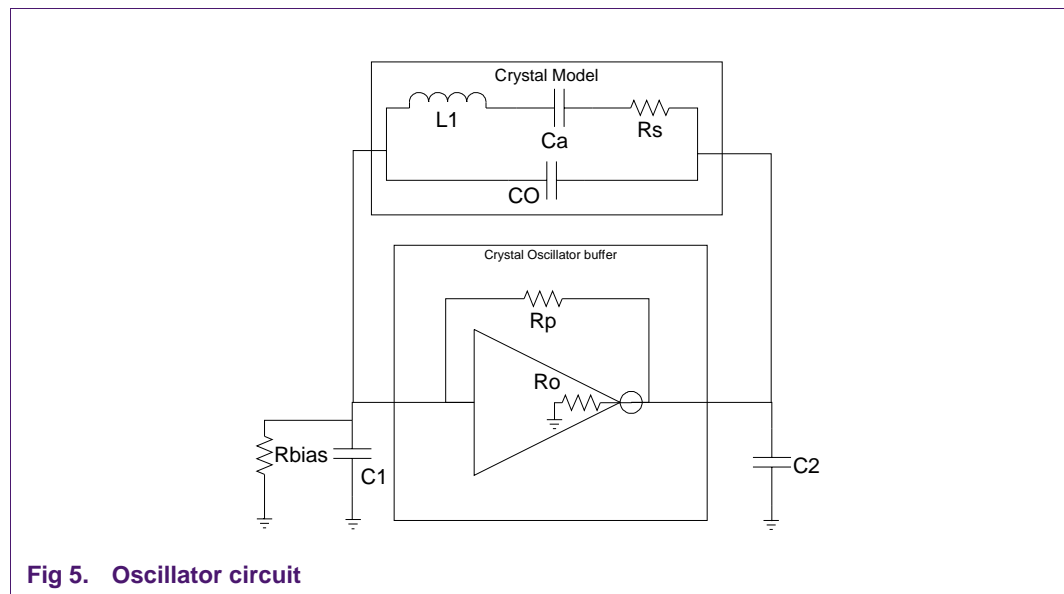 Crystal Model
L1
Ca
Rs
CO
Crystal Oscillator buffer
Rp
Ro
Rbias
C1
C2
Fig 5. Oscillator circuit